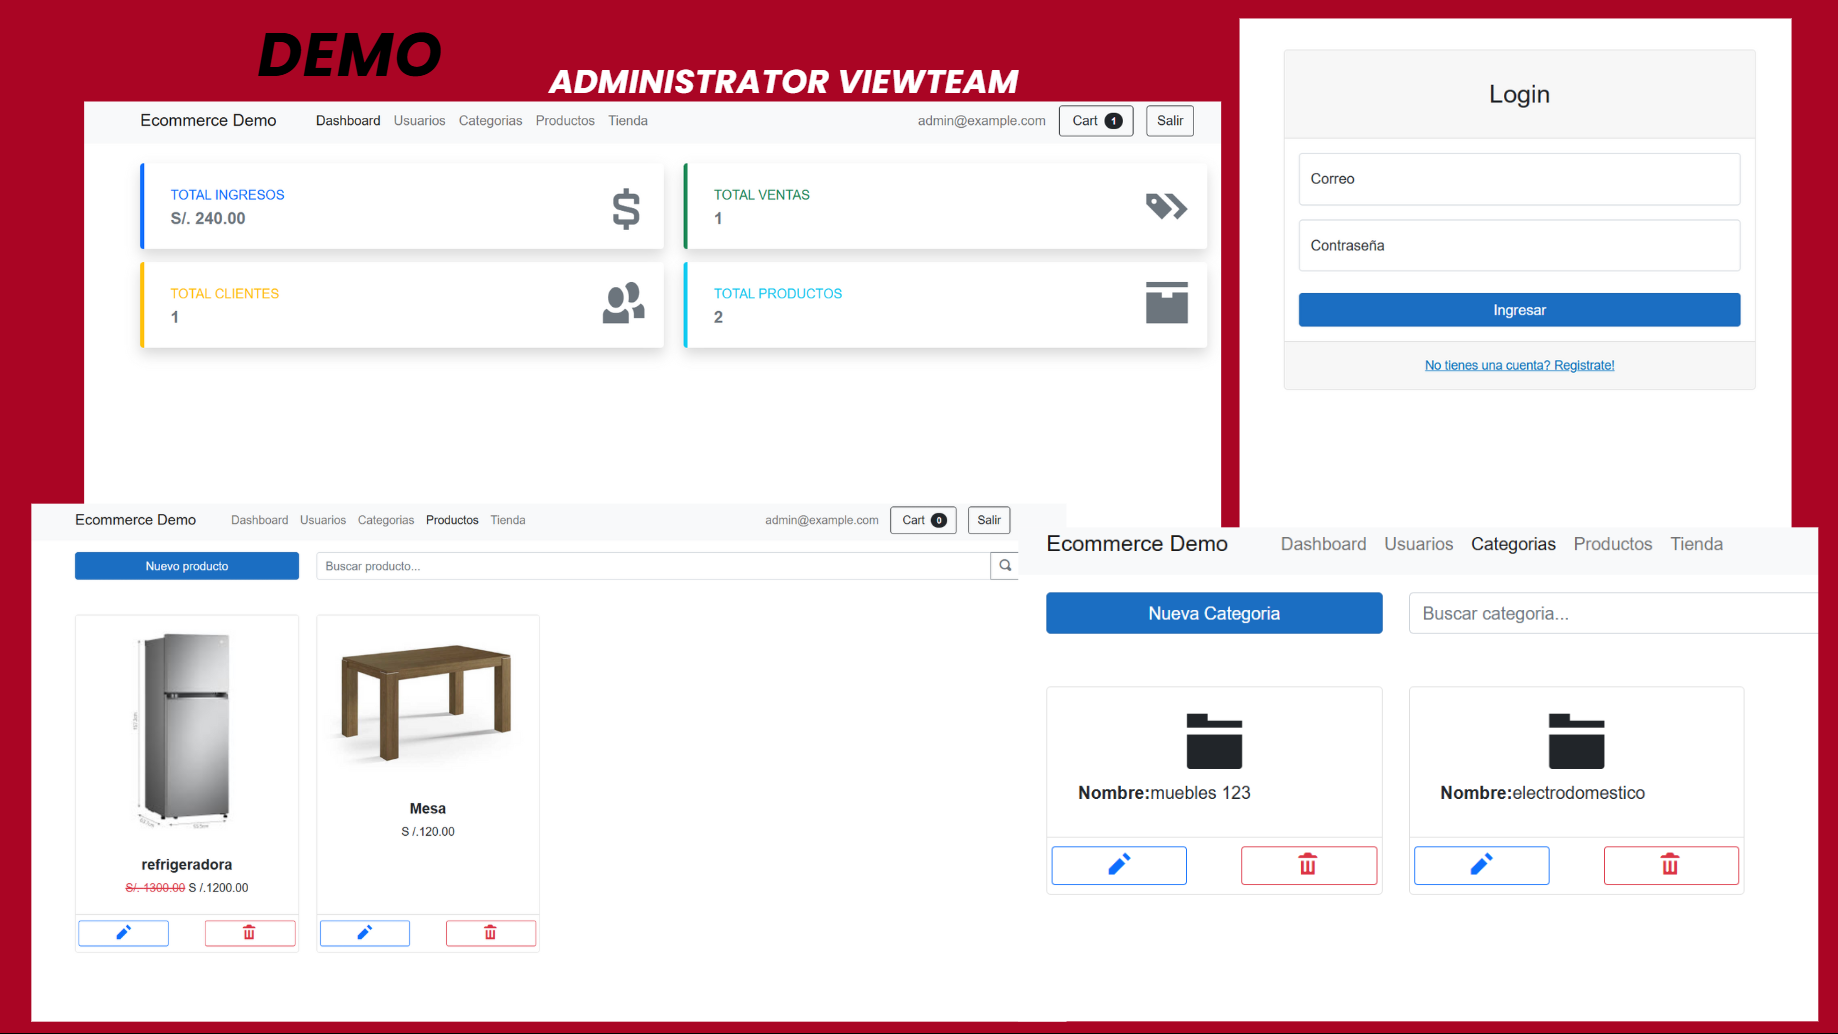 DEMO
ADMINISTRATOR VIEWTEAM
Ecommerce Demo Dashboard Usuarios Categorias Productos Tienda admin@example.com Cart 1 Salir
TOTAL INGRESOS
S/. 240.00
TOTAL VENTAS
1
TOTAL CLIENTES
1
TOTAL PRODUCTOS
2
Login
Correo
Contraseña
Ingresar
No tienes una cuenta? Registrate!
Ecommerce Demo Dashboard Usuarios Categorias Productos Tienda admin@example.com Cart 0 Salir
Nuevo producto
Buscar producto...
refrigeradora
S/. 1300.00 S /.1200.00
Mesa
S /.120.00
Ecommerce Demo Dashboard Usuarios Categorias Productos Tienda
Nueva Categoria
Buscar categoria...
Nombre:muebles 123
Nombre:electrodomestico